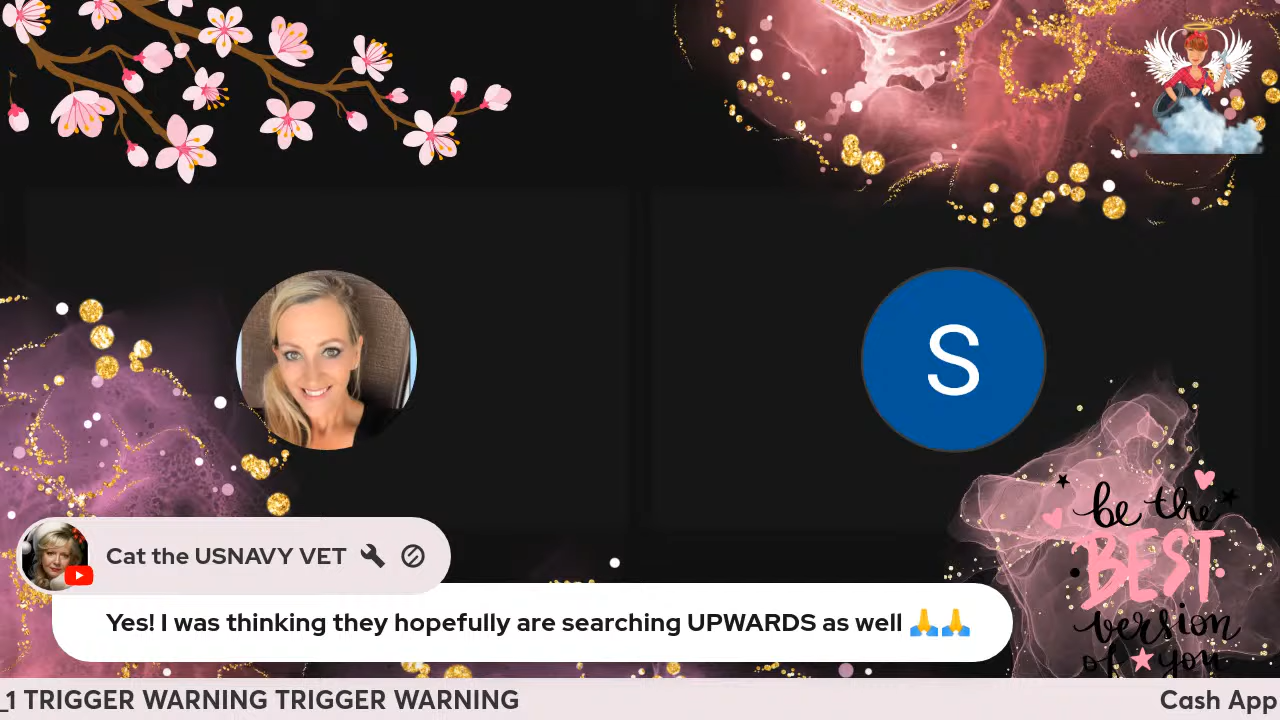 S
be the
BEST
version
of you
Cat the USNAVY VET
Yes! I was thinking they hopefully are searching UPWARDS as well 🙏🙏
_1 TRIGGER WARNING TRIGGER WARNING
Cash App